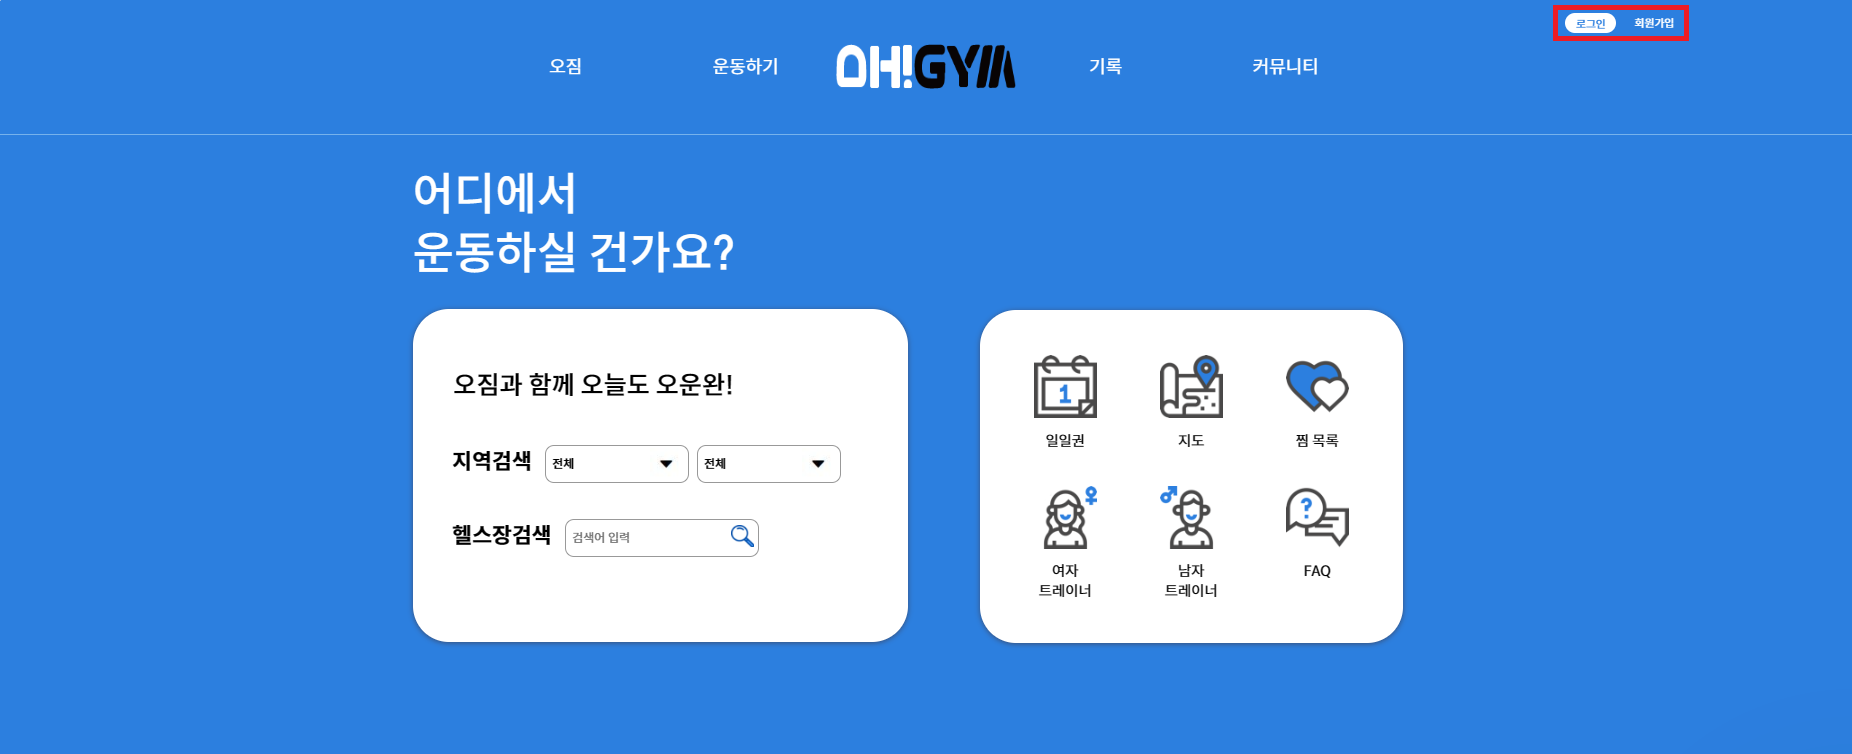 로그인 회원가입
오짐 운동하기 OH!GYM 기록 커뮤니티
어디에서
운동하실 건가요?
오짐과 함께 오늘도 오운완!
지역검색 전체 전체
헬스장검색 검색어 입력
1
일일권 지도 찜 목록
?
여자
트레이너
남자
트레이너
FAQ